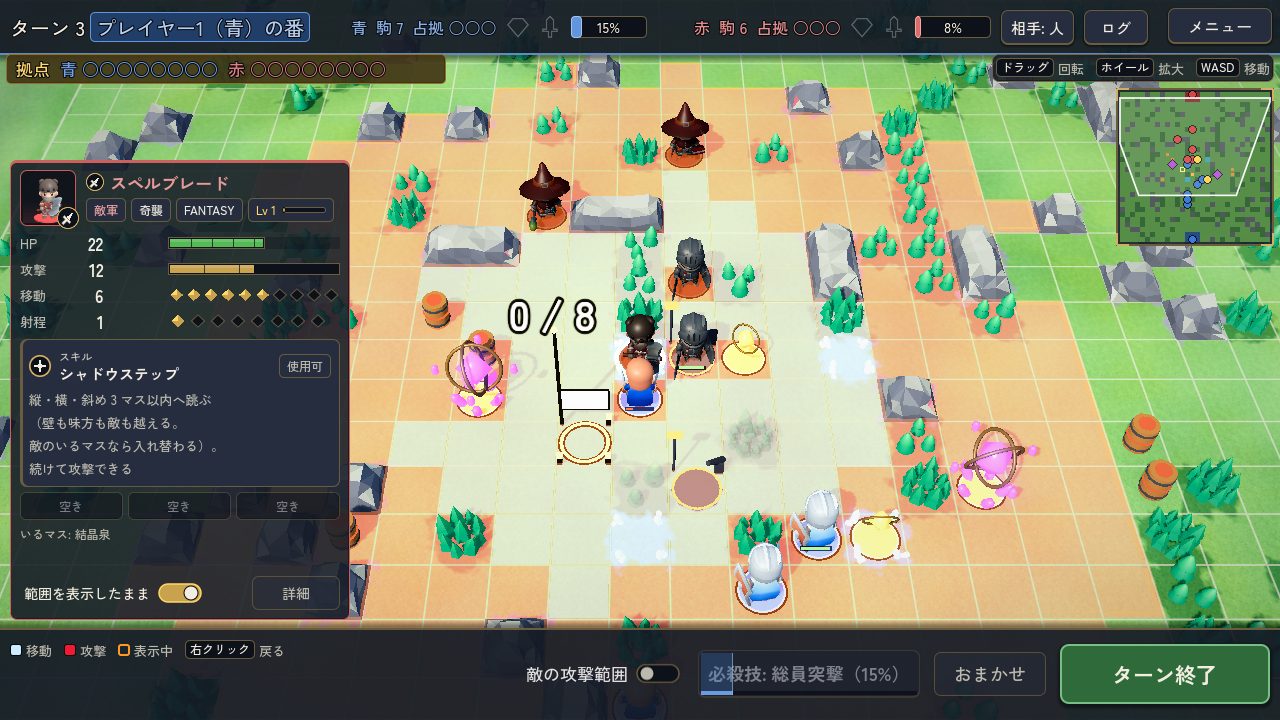 ターン 3 プレイヤー1（青）の番
青 駒 7 占拠 〇〇〇 15%
赤 駒 6 占拠 〇〇〇 8%
相手: 人
ログ
メニュー
拠点 青 〇〇〇〇〇〇〇〇 赤 〇〇〇〇〇〇〇〇
ドラッグ 回転 ホイール 拡大 WASD 移動
スペルブレード
敵軍 奇襲 FANTASY Lv 1
HP 22
攻撃 12
移動 6
射程 1
スキル
シャドウステップ
使用可
縦・横・斜め 3 マス以内へ跳ぶ
（壁も味方も敵も越える。
敵のいるマスなら入れ替わる）。
続けて攻撃できる
空き 空き 空き
いるマス: 結晶泉
範囲を表示したまま
詳細
0 / 8
移動 攻撃 表示中 右クリック 戻る
敵の攻撃範囲
必殺技: 総員突撃（15%）
おまかせ
ターン終了